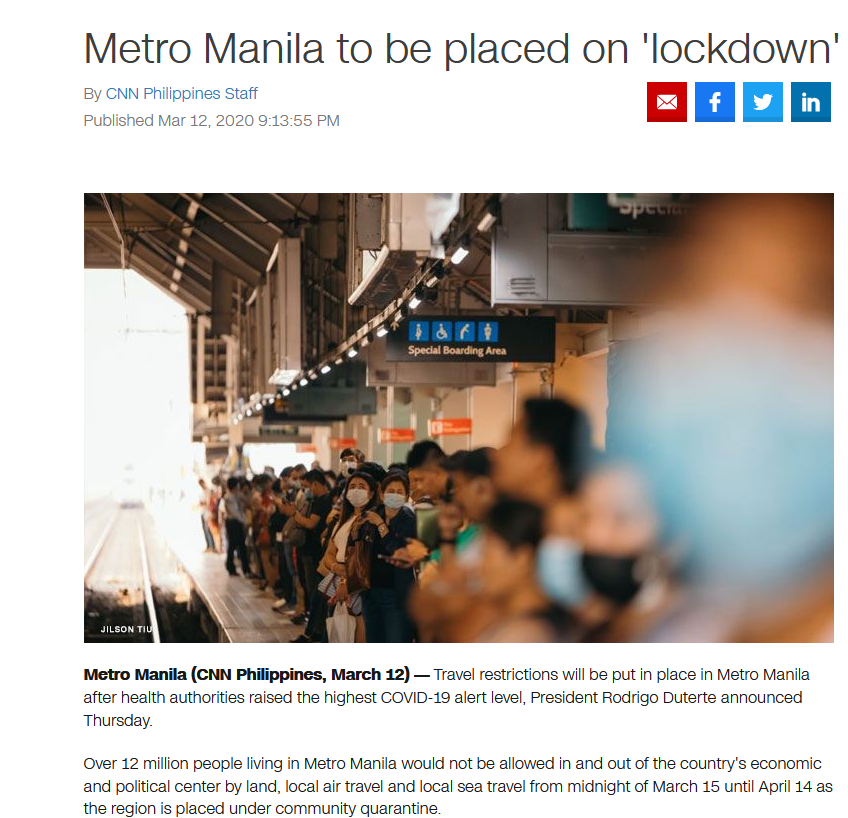 Metro Manila to be placed on 'lockdown'
By CNN Philippines Staff
Published Mar 12, 2020 9:13:55 PM
Special Boarding Area
JILSON TIU
Metro Manila (CNN Philippines, March 12) — Travel restrictions will be put in place in Metro Manila
after health authorities raised the highest COVID-19 alert level, President Rodrigo Duterte announced
Thursday.
Over 12 million people living in Metro Manila would not be allowed in and out of the country's economic
and political center by land, local air travel and local sea travel from midnight of March 15 until April 14 as
the region is placed under community quarantine.